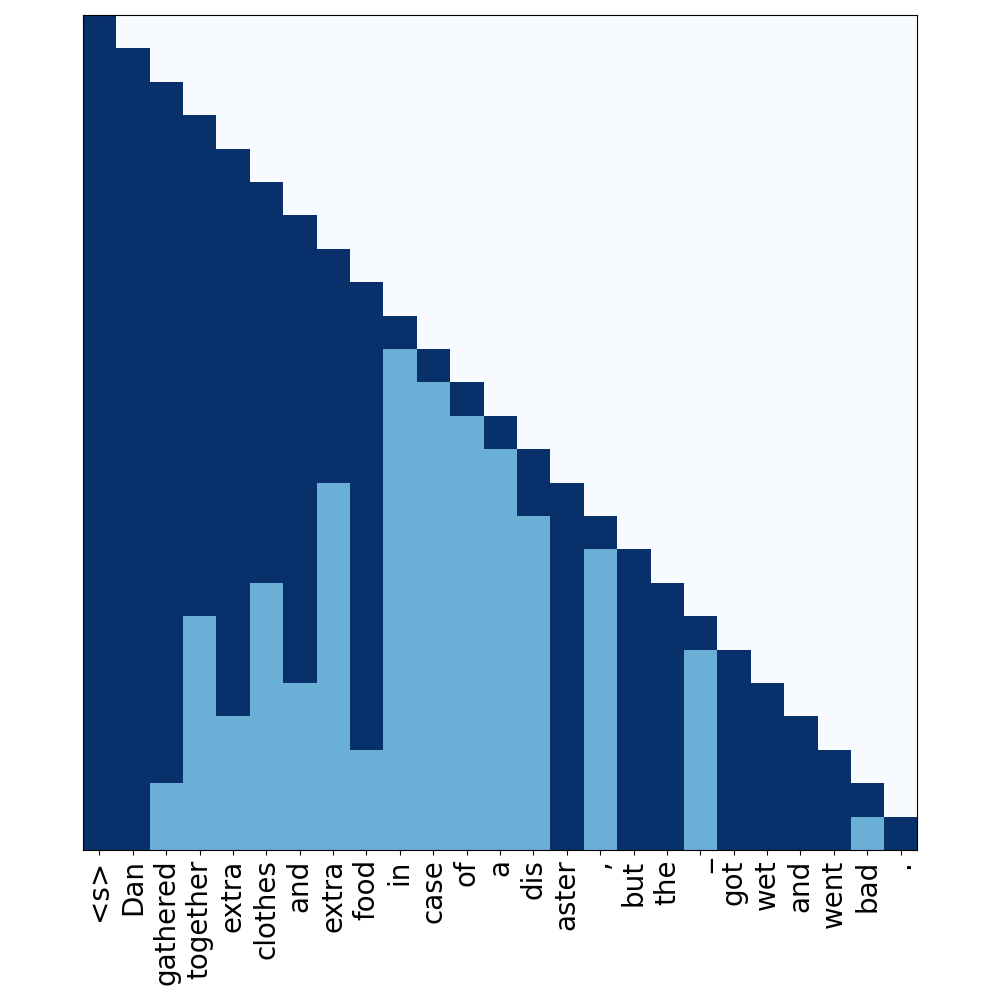 <s>
Dan
gathered
together
extra
clothes
and
extra
food
in
case
of
a
dis
aster
,
but
the
_
got
wet
and
went
bad
.